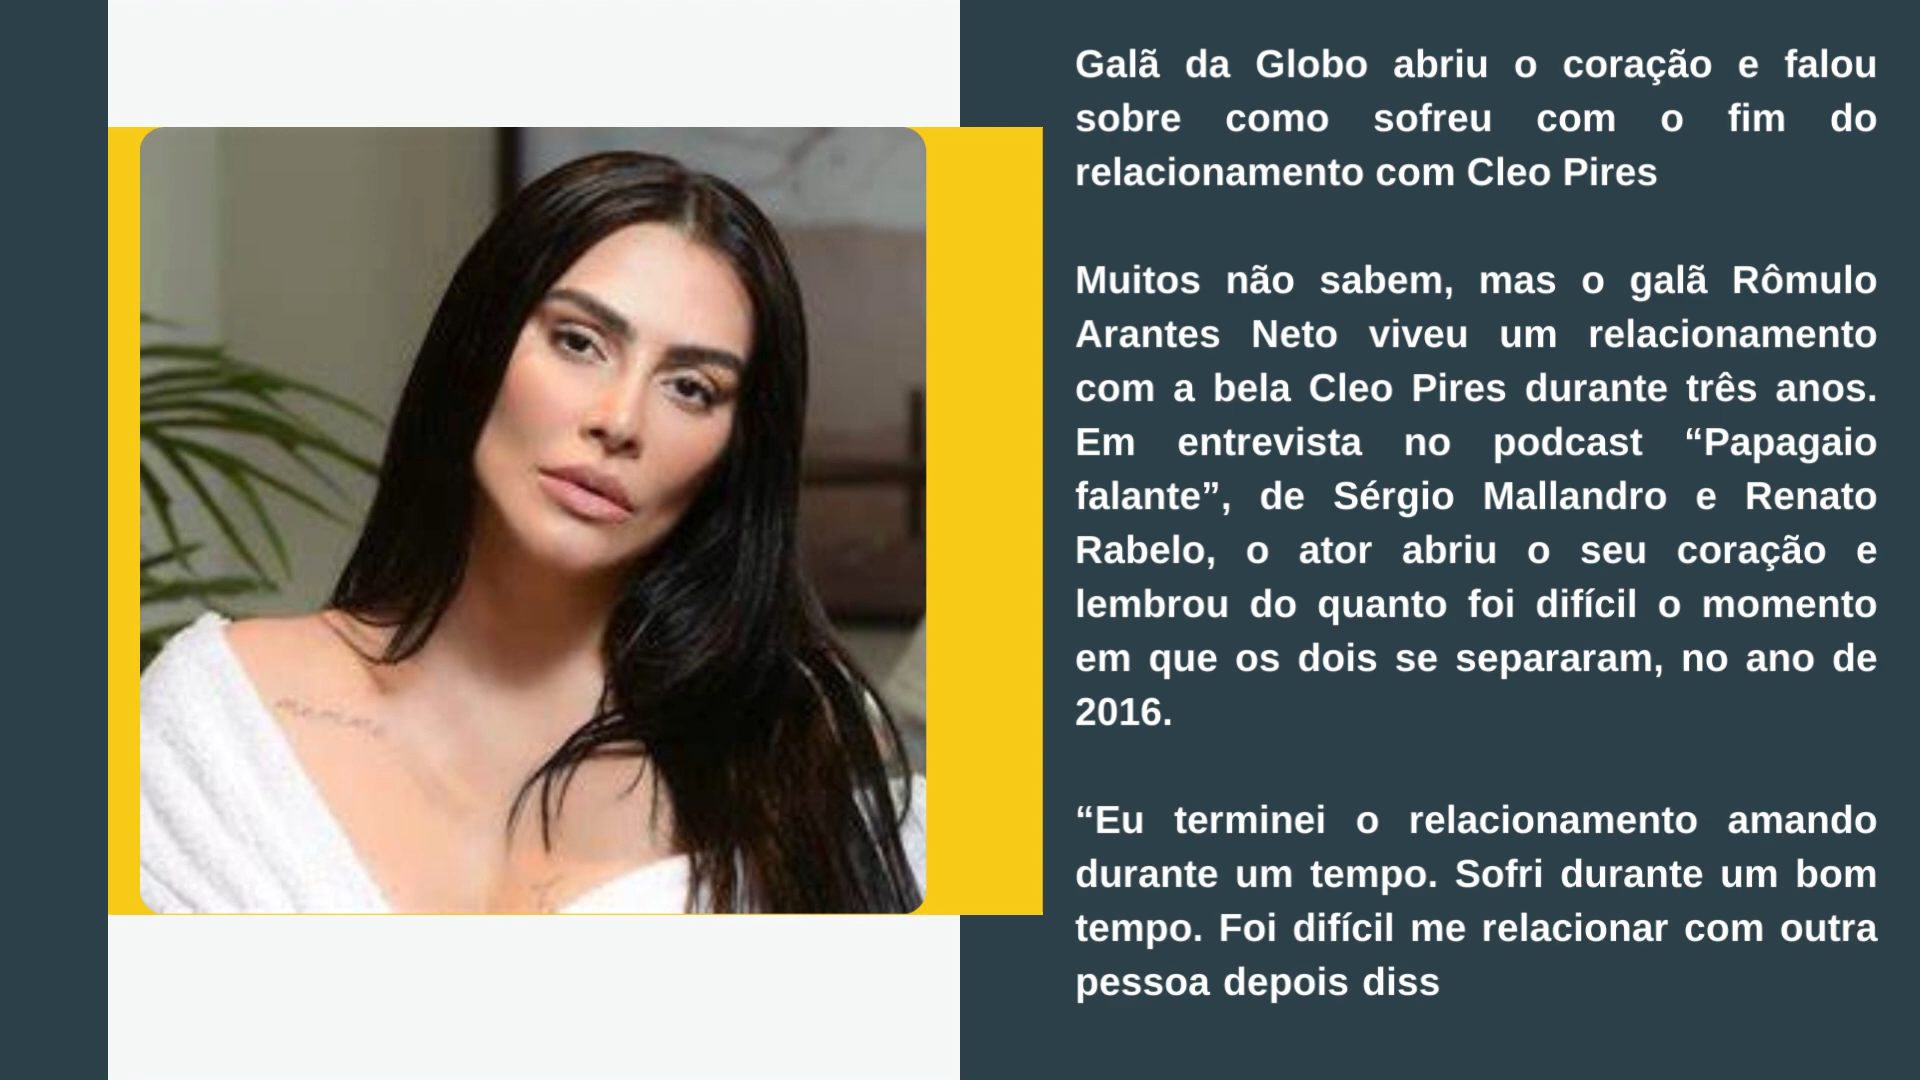 Galã da Globo abriu o coração e falou
sobre como sofreu com o fim do
relacionamento com Cleo Pires
Muitos não sabem, mas o galã Rômulo
Arantes Neto viveu um relacionamento
com a bela Cleo Pires durante três anos.
Em entrevista no podcast “Papagaio
falante”, de Sérgio Mallandro e Renato
Rabelo, o ator abriu o seu coração e
lembrou do quanto foi difícil o momento
em que os dois se separaram, no ano de
2016.
“Eu terminei o relacionamento amando
durante um tempo. Sofri durante um bom
tempo. Foi difícil me relacionar com outra
pessoa depois diss